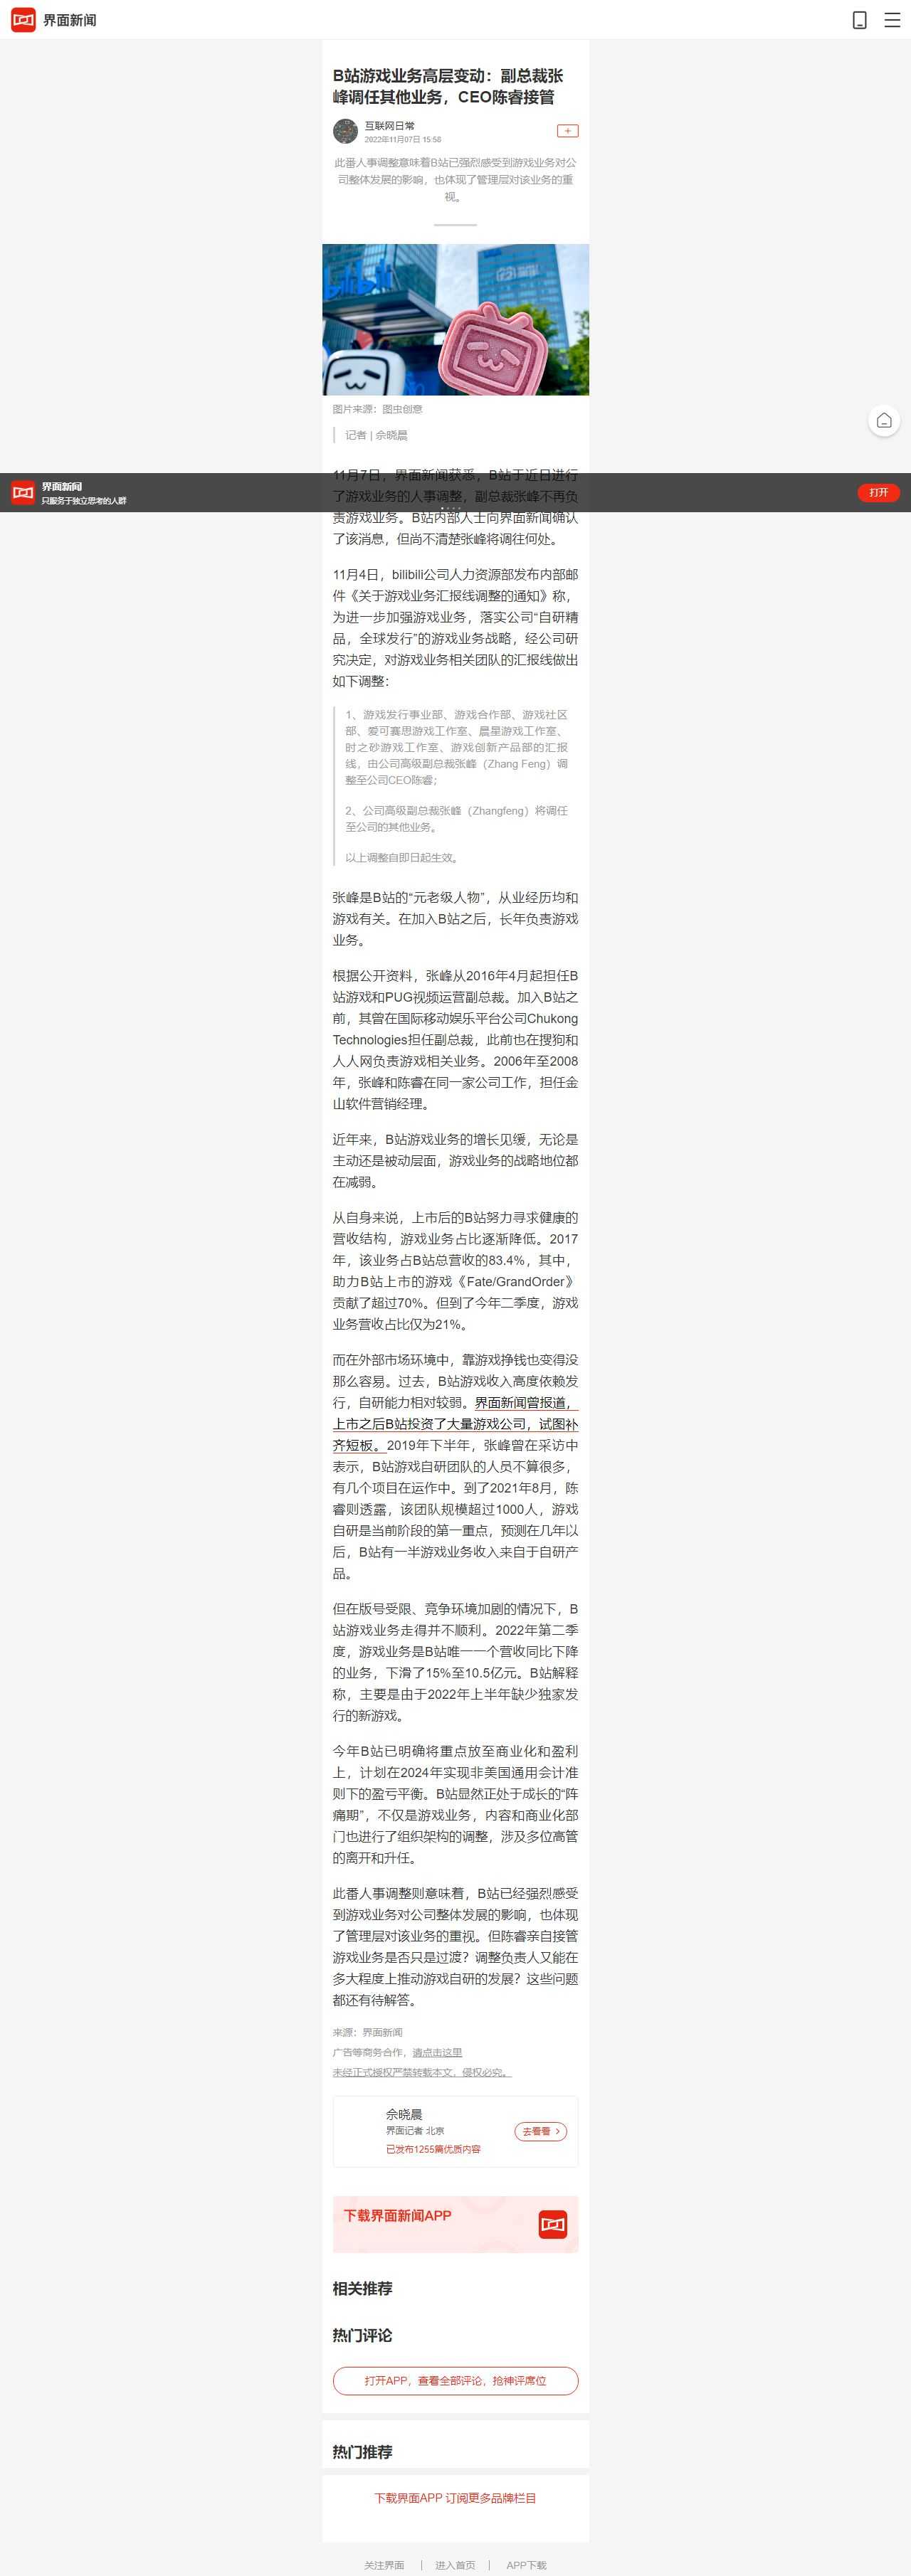 界面新闻
B站游戏业务高层变动：副总裁张
峰调任其他业务，CEO陈睿接管
互联网日常
2022年11月07日 15:56
此番人事调整意味着B站已强烈感受到游戏业务对公
司整体发展的影响，也体现了管理层对该业务的重
视。
bilibili
图片来源：图虫创意
记者 | 佘晓晨
11月7日，界面新闻获悉，B站于近日进行
了游戏业务的人事调整，副总裁张峰不再负
界面新闻
只服务于独立思考的人群
打开
责游戏业务。B站内部人士向界面新闻确认
了该消息，但尚不清楚张峰将调往何处。
11月4日，bilibili公司人力资源部发布内部邮
件《关于游戏业务汇报线调整的通知》称，
为进一步加强游戏业务，落实公司“自研精
品，全球发行”的游戏业务战略，经公司研
究决定，对游戏业务相关团队的汇报线做出
如下调整：
1、游戏发行事业部、游戏合作部、游戏社区
部、爱可赛思游戏工作室、晨星游戏工作室、
时之砂游戏工作室、游戏创新产品部的汇报
线，由公司高级副总裁张峰（Zhang Feng）调
整至公司CEO陈睿；
2、公司高级副总裁张峰（Zhangfeng）将调任
至公司的其他业务。
以上调整自即日起生效。
张峰是B站的“元老级人物”，从业经历均和
游戏有关。在加入B站之后，长年负责游戏
业务。
根据公开资料，张峰从2016年4月起担任B
站游戏和PUG视频运营副总裁。加入B站之
前，其曾在国际移动娱乐平台公司Chukong
Technologies担任副总裁，此前也在搜狗和
人人网负责游戏相关业务。2006年至2008
年，张峰和陈睿在同一家公司工作，担任金
山软件营销经理。
近年来，B站游戏业务的增长见缓，无论是
主动还是被动层面，游戏业务的战略地位都
在减弱。
从自身来说，上市后的B站努力寻求健康的
营收结构，游戏业务占比逐渐降低。2017
年，该业务占B站总营收的83.4%，其中，
助力B站上市的游戏《Fate/GrandOrder》
贡献了超过70%。但到了今年二季度，游戏
业务营收占比仅为21%。
而在外部市场环境中，靠游戏挣钱也变得没
那么容易。过去，B站游戏收入高度依赖发
行，自研能力相对较弱。界面新闻曾报道，
上市之后B站投资了大量游戏公司，试图补
齐短板。2019年下半年，张峰曾在采访中
表示，B站游戏自研团队的人员不算很多，
有几个项目在运作中。到了2021年8月，陈
睿则透露，该团队规模超过1000人，游戏
自研是当前阶段的第一重点，预测在几年以
后，B站有一半游戏业务收入来自于自研产
品。
但在版号受限、竞争环境加剧的情况下，B
站游戏业务走得并不顺利。2022年第二季
度，游戏业务是B站唯一一个营收同比下降
的业务，下滑了15%至10.5亿元。B站解释
称，主要是由于2022年上半年缺少独家发
行的新游戏。
今年B站已明确将重点放至商业化和盈利
上，计划在2024年实现非美国通用会计准
则下的盈亏平衡。B站显然正处于成长的“阵
痛期”，不仅是游戏业务，内容和商业化部
门也进行了组织架构的调整，涉及多位高管
的离开和升任。
此番人事调整则意味着，B站已经强烈感受
到游戏业务对公司整体发展的影响，也体现
了管理层对该业务的重视。但陈睿亲自接管
游戏业务是否只是过渡？调整负责人又能在
多大程度上推动游戏自研的发展？这些问题
都还有待解答。
来源：界面新闻
广告等商务合作，请点击这里
未经正式授权严禁转载本文，侵权必究。
佘晓晨
界面记者 北京
已发布1255篇优质内容
去看看
下载界面新闻APP
相关推荐
热门评论
打开APP，查看全部评论，抢神评席位
热门推荐
下载界面APP 订阅更多品牌栏目
关注界面 | 进入首页 | APP下载